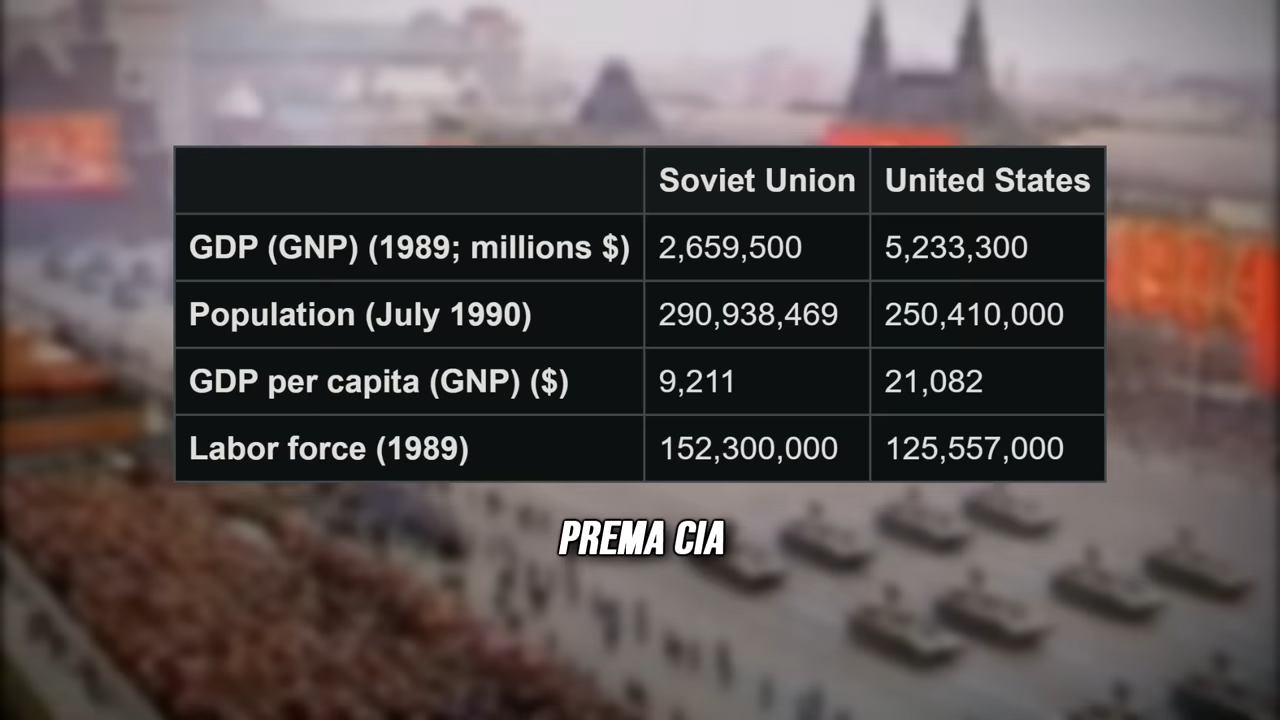 Soviet Union United States
GDP (GNP) (1989; millions $) 2,659,500 5,233,300
Population (July 1990) 290,938,469 250,410,000
GDP per capita (GNP) ($) 9,211 21,082
Labor force (1989) 152,300,000 125,557,000
PREMA CIA